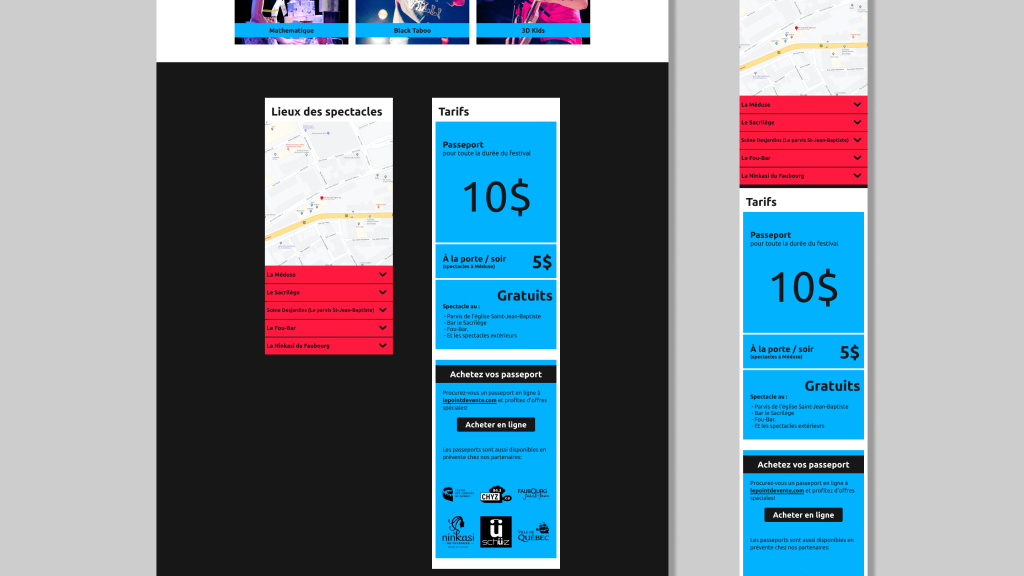 Mathematique
Black Taboo
3D Kids
Lieux des spectacles
La Méduse
Le Sacrilège
Scène Desjardins (Le parvis St-Jean-Baptiste)
Le Fou-Bar
La Ninkasi du Faubourg
Tarifs
Passeport
pour toute la durée du festival
10$
À la porte / soir
(spectacles à Méduse)
5$
Gratuits
Spectacle au :
- Parvis de l'église Saint-Jean-Baptiste
- Bar le Sacrilège
- Fou-Bar.
- Et les spectacles extérieurs
Achetez vos passeport
Procurez-vous un passeport en ligne à
lepointdevente.com et profitez d'offres
spéciales!
Acheter en ligne
Les passeports sont aussi disponibles en
prévente chez nos partenaires:
94,3
CHYZ
FAUBOURG
Saint-Jean
ninkasi
ü
schüz
VILLE DE
QUÉBEC
La Méduse
Le Sacrilège
Scène Desjardins (Le parvis St-Jean-Baptiste)
Le Fou-Bar
La Ninkasi du Faubourg
Tarifs
Passeport
pour toute la durée du festival
10$
À la porte / soir
(spectacles à Méduse)
5$
Gratuits
Spectacle au :
- Parvis de l'église Saint-Jean-Baptiste
- Bar le Sacrilège
- Fou-Bar.
- Et les spectacles extérieurs
Achetez vos passeport
Procurez-vous un passeport en ligne à
lepointdevente.com et profitez d'offres
spéciales!
Acheter en ligne
Les passeports sont aussi disponibles en
prévente chez nos partenaires: